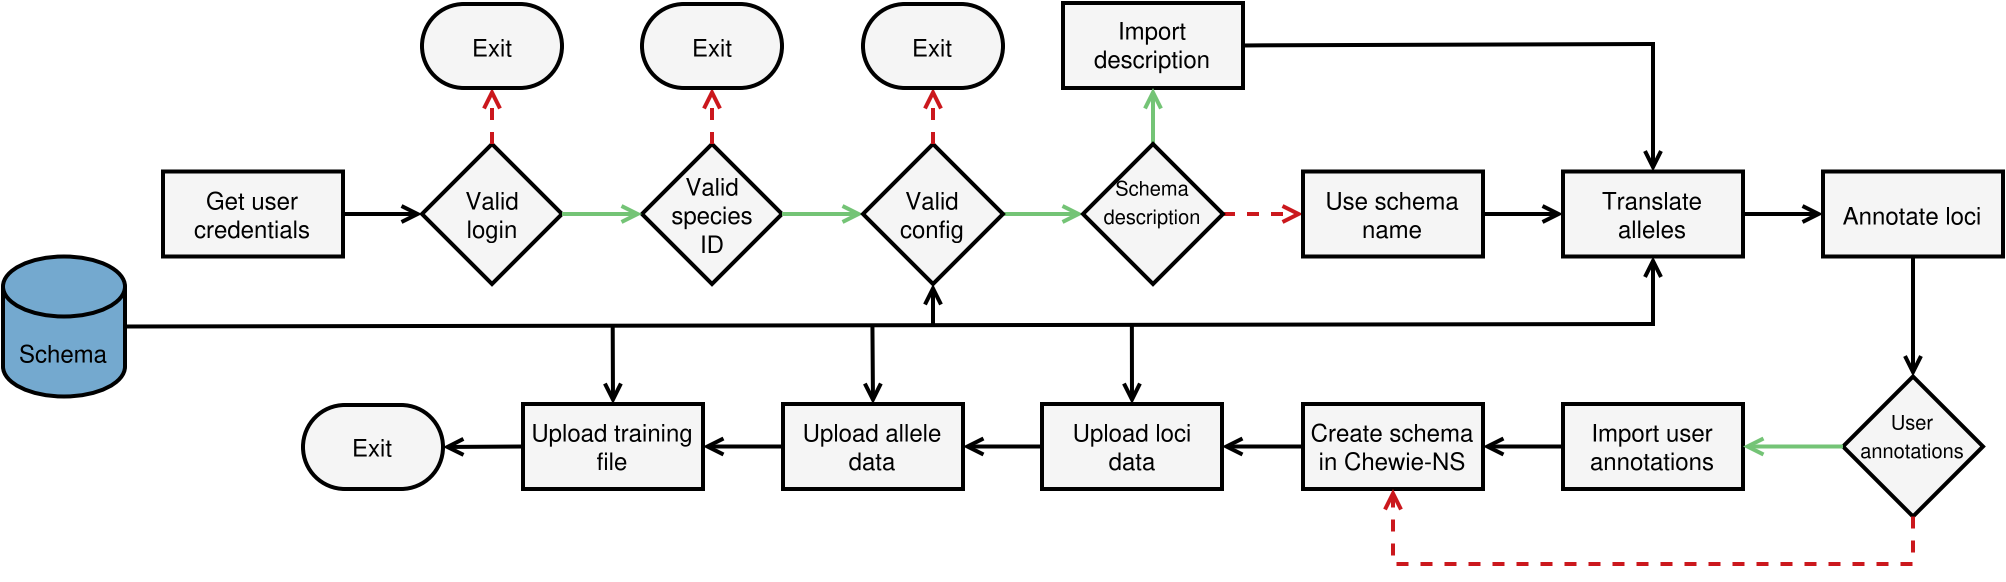 Exit
Exit
Exit
Import
description
Get user
credentials
Valid
login
Valid
species
ID
Valid
config
Schema
description
Use schema
name
Translate
alleles
Annotate loci
Schema
Exit
Upload training
file
Upload allele
data
Upload loci
data
Create schema
in Chewie-NS
Import user
annotations
User
annotations